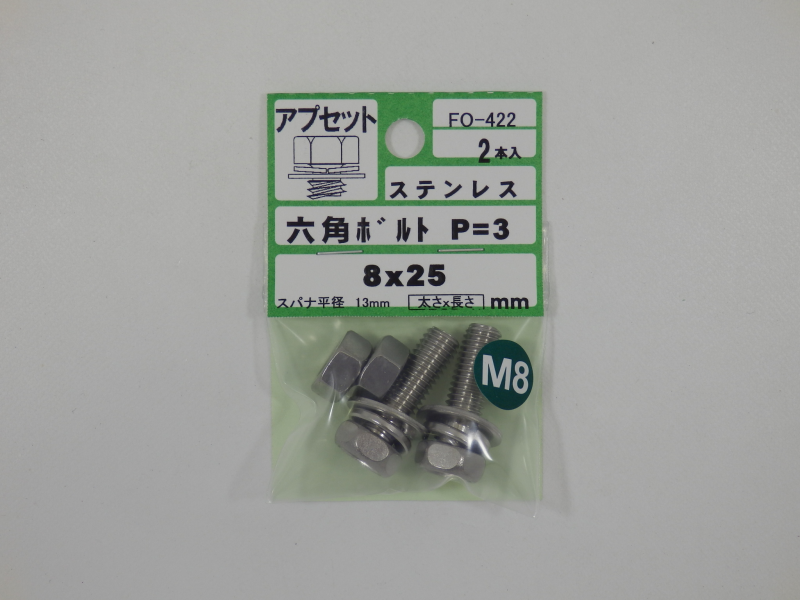 アプセット
FO-422
2本入
ステンレス
六角ボルト P=3
8x25
スパナ平径 13mm 太さx長さ mm
M8